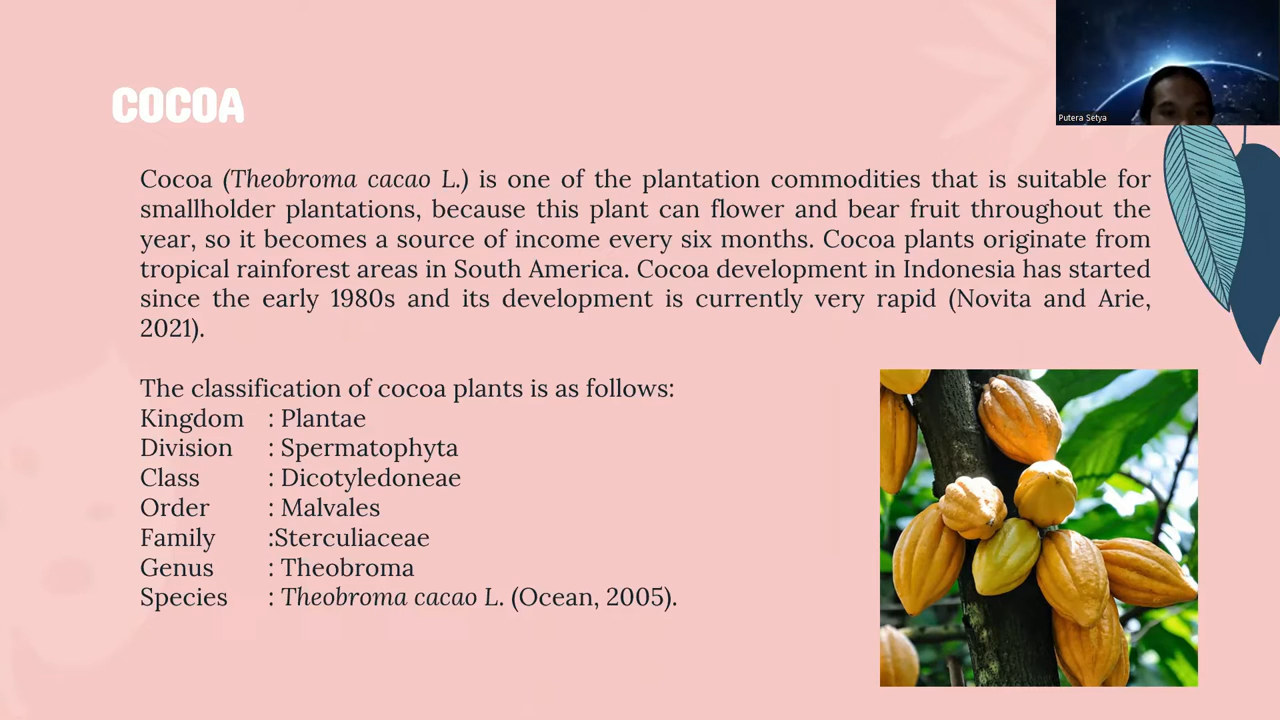 COCOA
Putera Setya
Cocoa (Theobroma cacao L.) is one of the plantation commodities that is suitable for
smallholder plantations, because this plant can flower and bear fruit throughout the
year, so it becomes a source of income every six months. Cocoa plants originate from
tropical rainforest areas in South America. Cocoa development in Indonesia has started
since the early 1980s and its development is currently very rapid (Novita and Arie,
2021).
The classification of cocoa plants is as follows:
Kingdom : Plantae
Division : Spermatophyta
Class : Dicotyledoneae
Order : Malvales
Family :Sterculiaceae
Genus : Theobroma
Species : Theobroma cacao L. (Ocean, 2005).